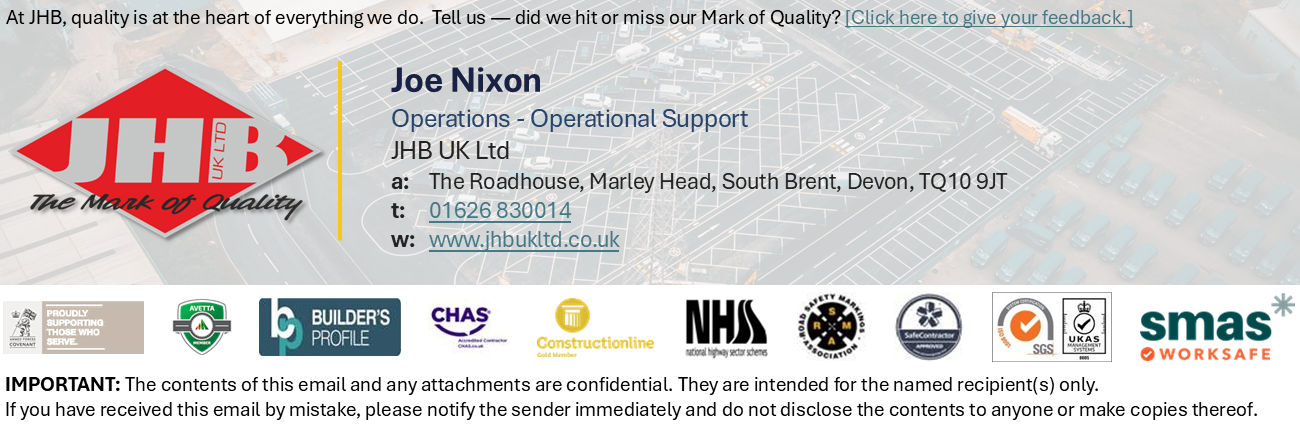 At JHB, quality is at the heart of everything we do. Tell us — did we hit or miss our Mark of Quality? [Click here to give your feedback.]
JHB
UK LTD
The Mark of Quality
Joe Nixon
Operations - Operational Support
JHB UK Ltd
a: The Roadhouse, Marley Head, South Brent, Devon, TQ10 9JT
t: 01626 830014
w: www.jhbukltd.co.uk
PROUDLY
SUPPORTING
THOSE WHO
SERVE.
COVENANT
AVETTA
MEMBER
bp
BUILDER'S
PROFILE
CHAS
Accredited Contractor
CHAS.co.uk
Constructionline
Gold Member
NHSS
national highway sector schemes
ROAD SAFETY MARKINGS
ASSOCIATION
RSMA
SafeContractor
APPROVED
SGS
UKAS
MANAGEMENT
SYSTEMS
smas
WORKSAFE
IMPORTANT: The contents of this email and any attachments are confidential. They are intended for the named recipient(s) only.
If you have received this email by mistake, please notify the sender immediately and do not disclose the contents to anyone or make copies thereof.